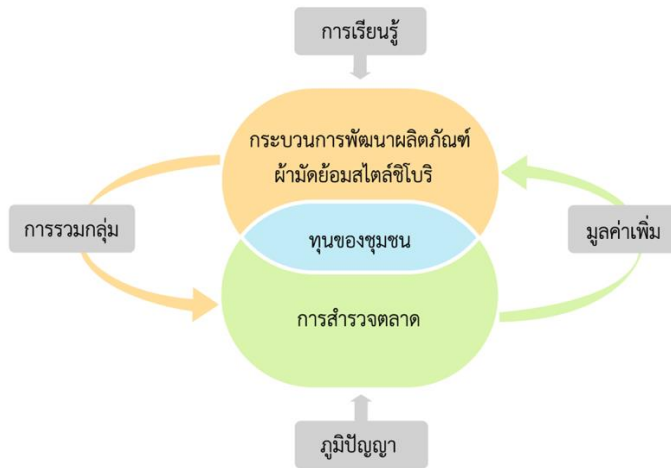 การเรียนรู้
กระบวนการพัฒนาผลิตภัณฑ์
ผ้ามัดย้อมสไตล์ชิโบริ
การรวมกลุ่ม
ทุนของชุมชน
มูลค่าเพิ่ม
การสำรวจตลาด
ภูมิปัญญา